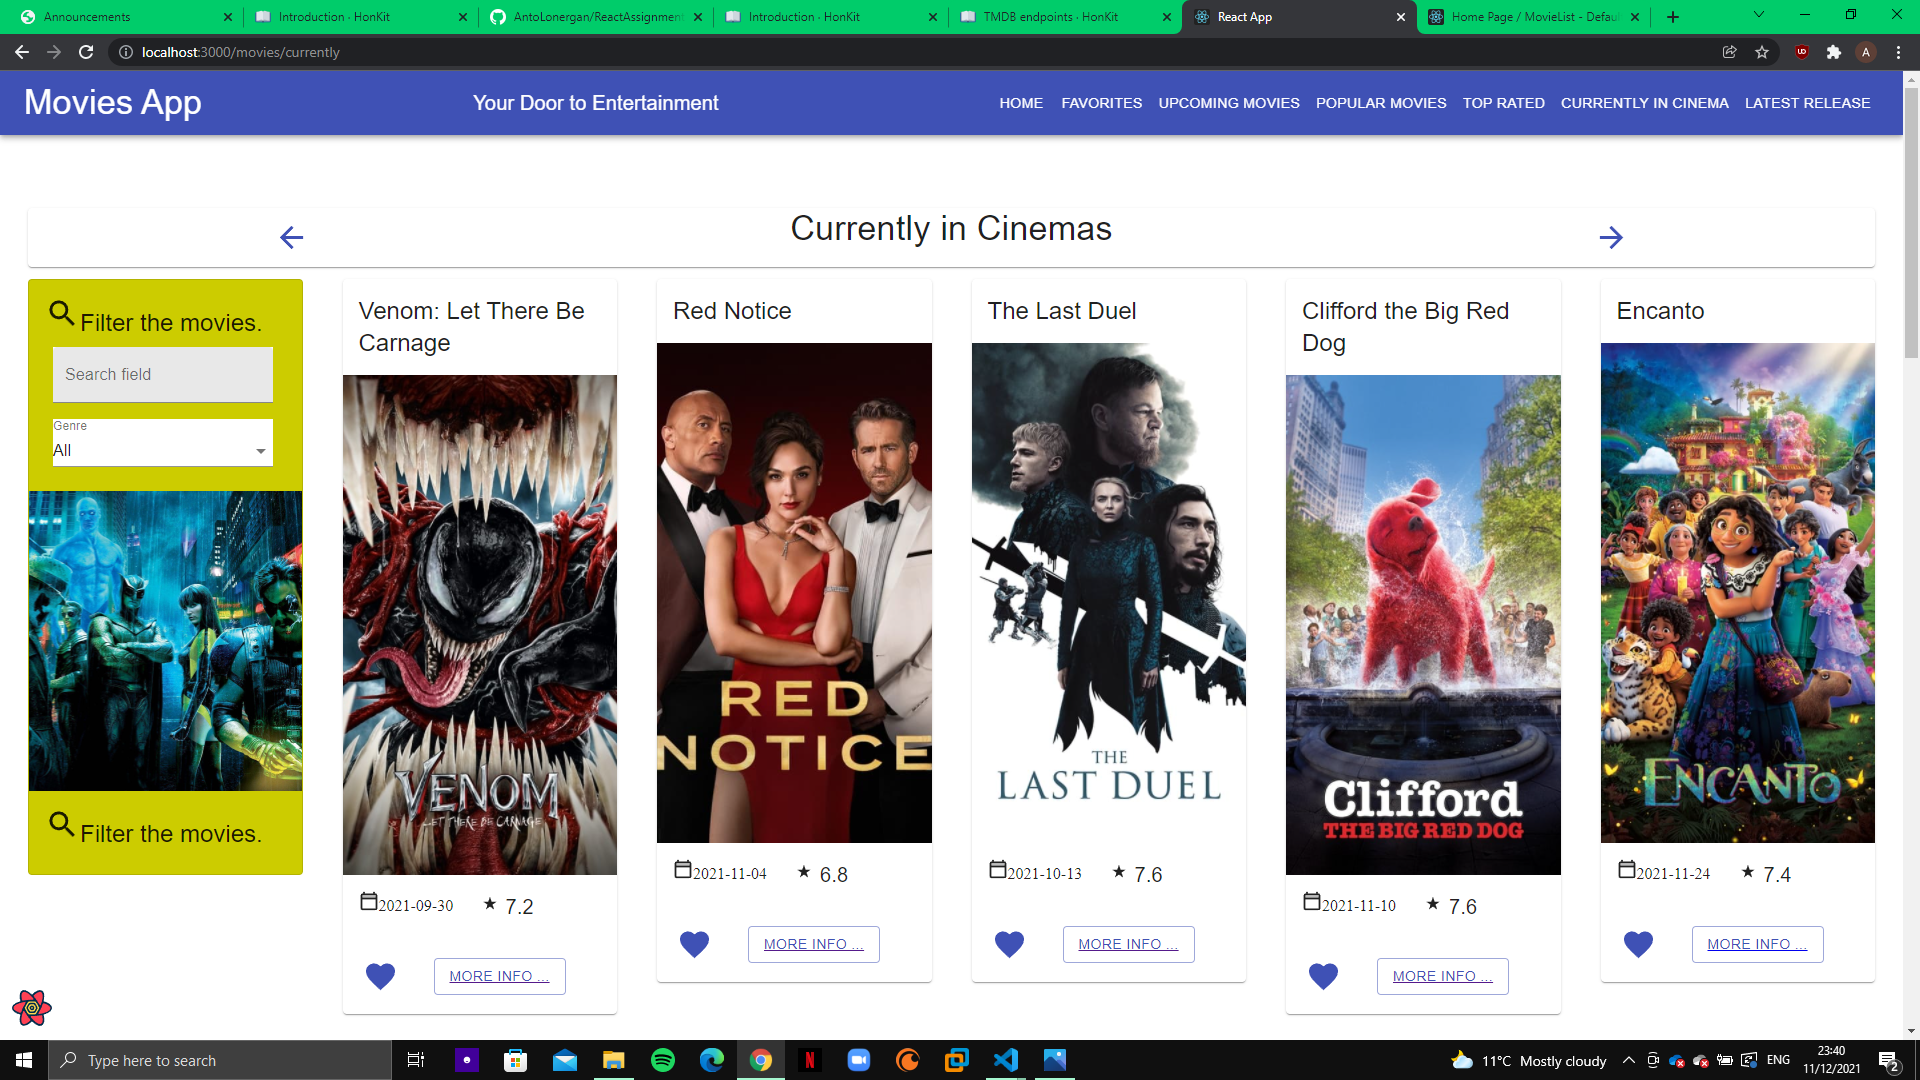 Announcements
Introduction · HonKit
AntoLonergan/ReactAssignment
Introduction · HonKit
TMDB endpoints · HonKit
React App
Home Page / MovieList - Defau
localhost:3000/movies/currently
A
Movies App
Your Door to Entertainment
HOME
FAVORITES
UPCOMING MOVIES
POPULAR MOVIES
TOP RATED
CURRENTLY IN CINEMA
LATEST RELEASE
Currently in Cinemas
Filter the movies.
Search field
Genre
All
Filter the movies.
Venom: Let There Be
Carnage
VENOM
LET THERE BE CARNAGE
2021-09-30
7.2
MORE INFO ...
Red Notice
RED
NOTICE
2021-11-04
6.8
MORE INFO ...
The Last Duel
THE
LAST DUEL
2021-10-13
7.6
MORE INFO ...
Clifford the Big Red
Dog
Clifford
THE BIG RED DOG
2021-11-10
7.6
MORE INFO ...
Encanto
ENCANTO
2021-11-24
7.4
MORE INFO ...
Type here to search
N
11°C Mostly cloudy
ENG
23:40
11/12/2021
2